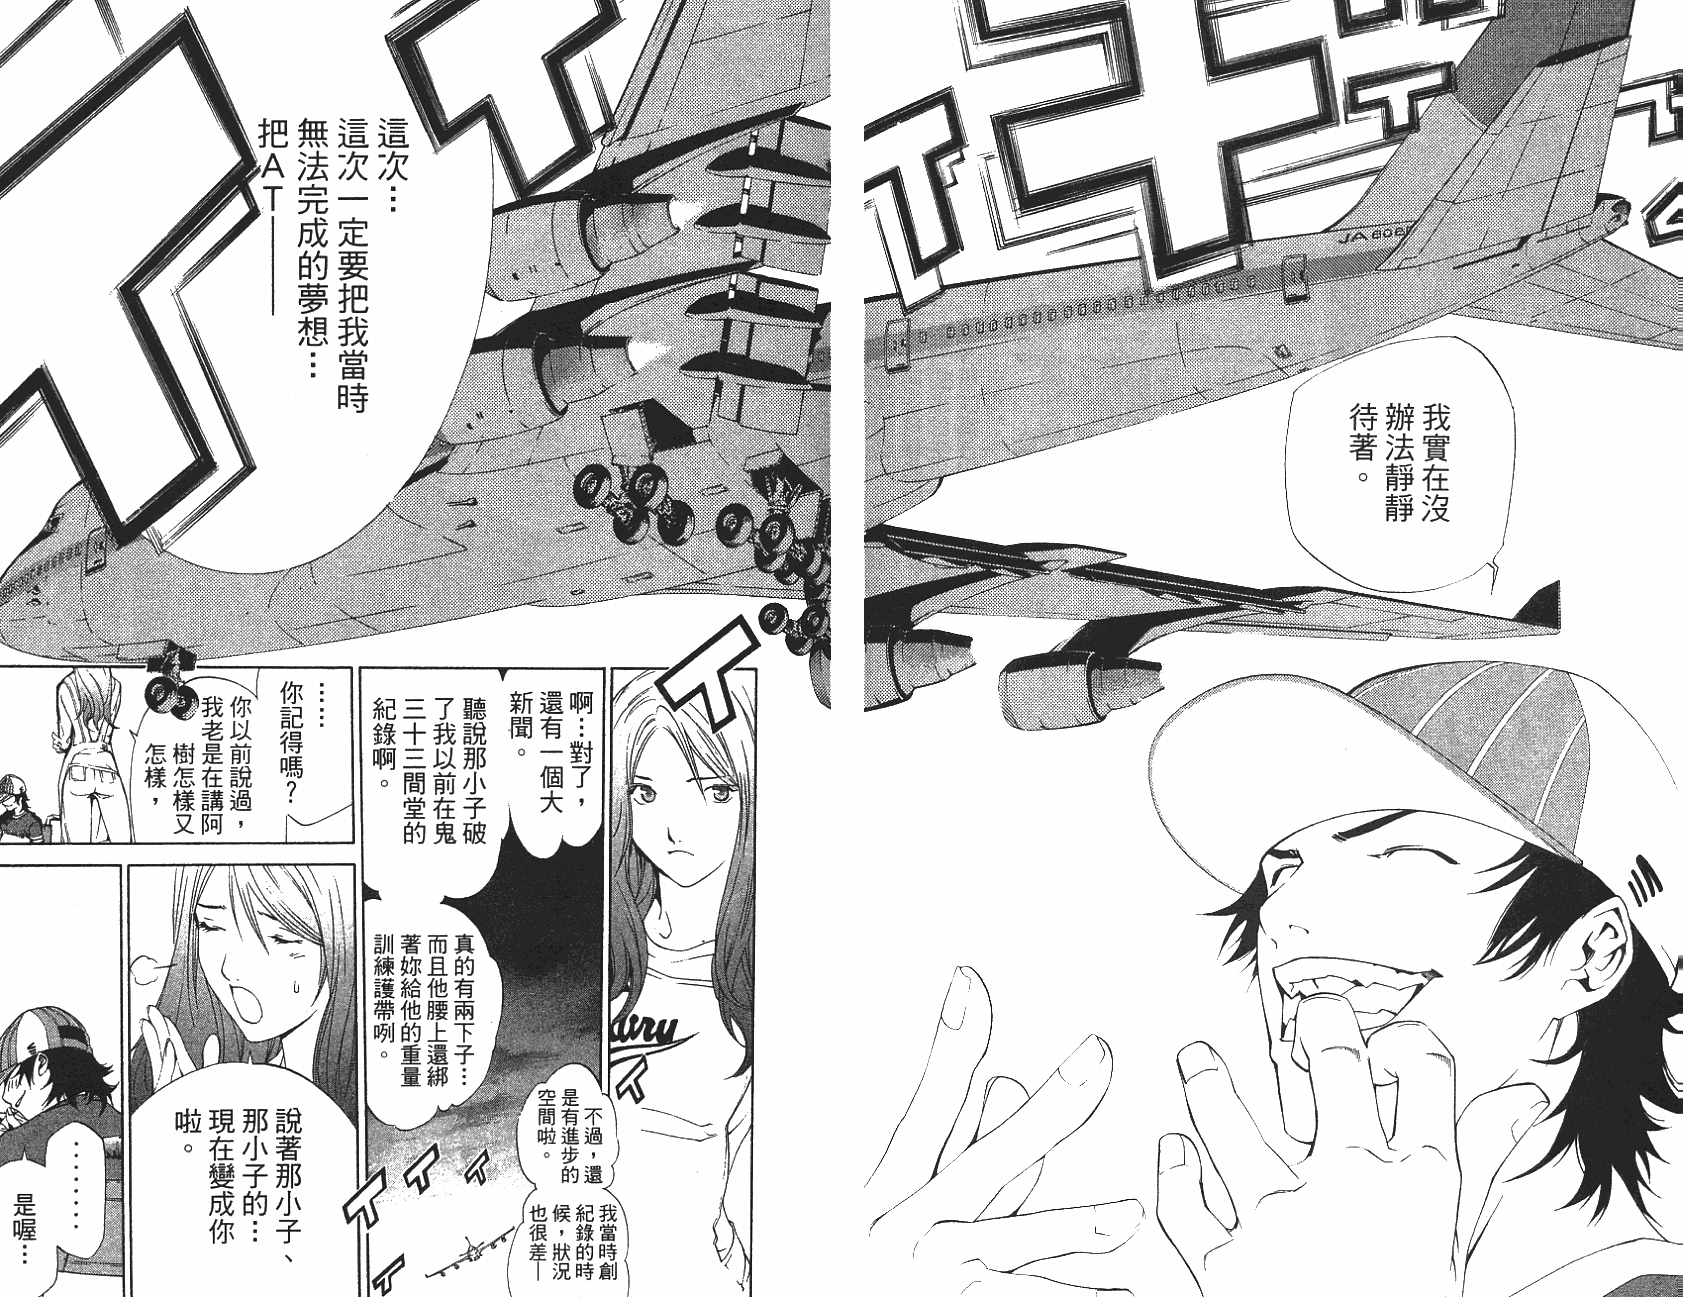 ギイイ
JA8085
我實在沒
辦法靜靜
待著。
這次…
這次一定要把我當時
無法完成的夢想…
把AT——
啊…對了，
還有一個大
新聞。
聽說那小子破
了我以前在鬼
三十三間堂的
紀錄啊。
真的有兩下子…
而且他腰上還綁
著妳給他的重量
訓練護帶咧。
不過，還
是有進步的
空間啦。
我當時創
紀錄的時
候，狀況
也很差—
……
你記得嗎？
你以前說過，
我老是在講阿
樹怎樣又
怎樣，
說著那小子、
那小子的…
現在變成你
啦。
………
是喔…